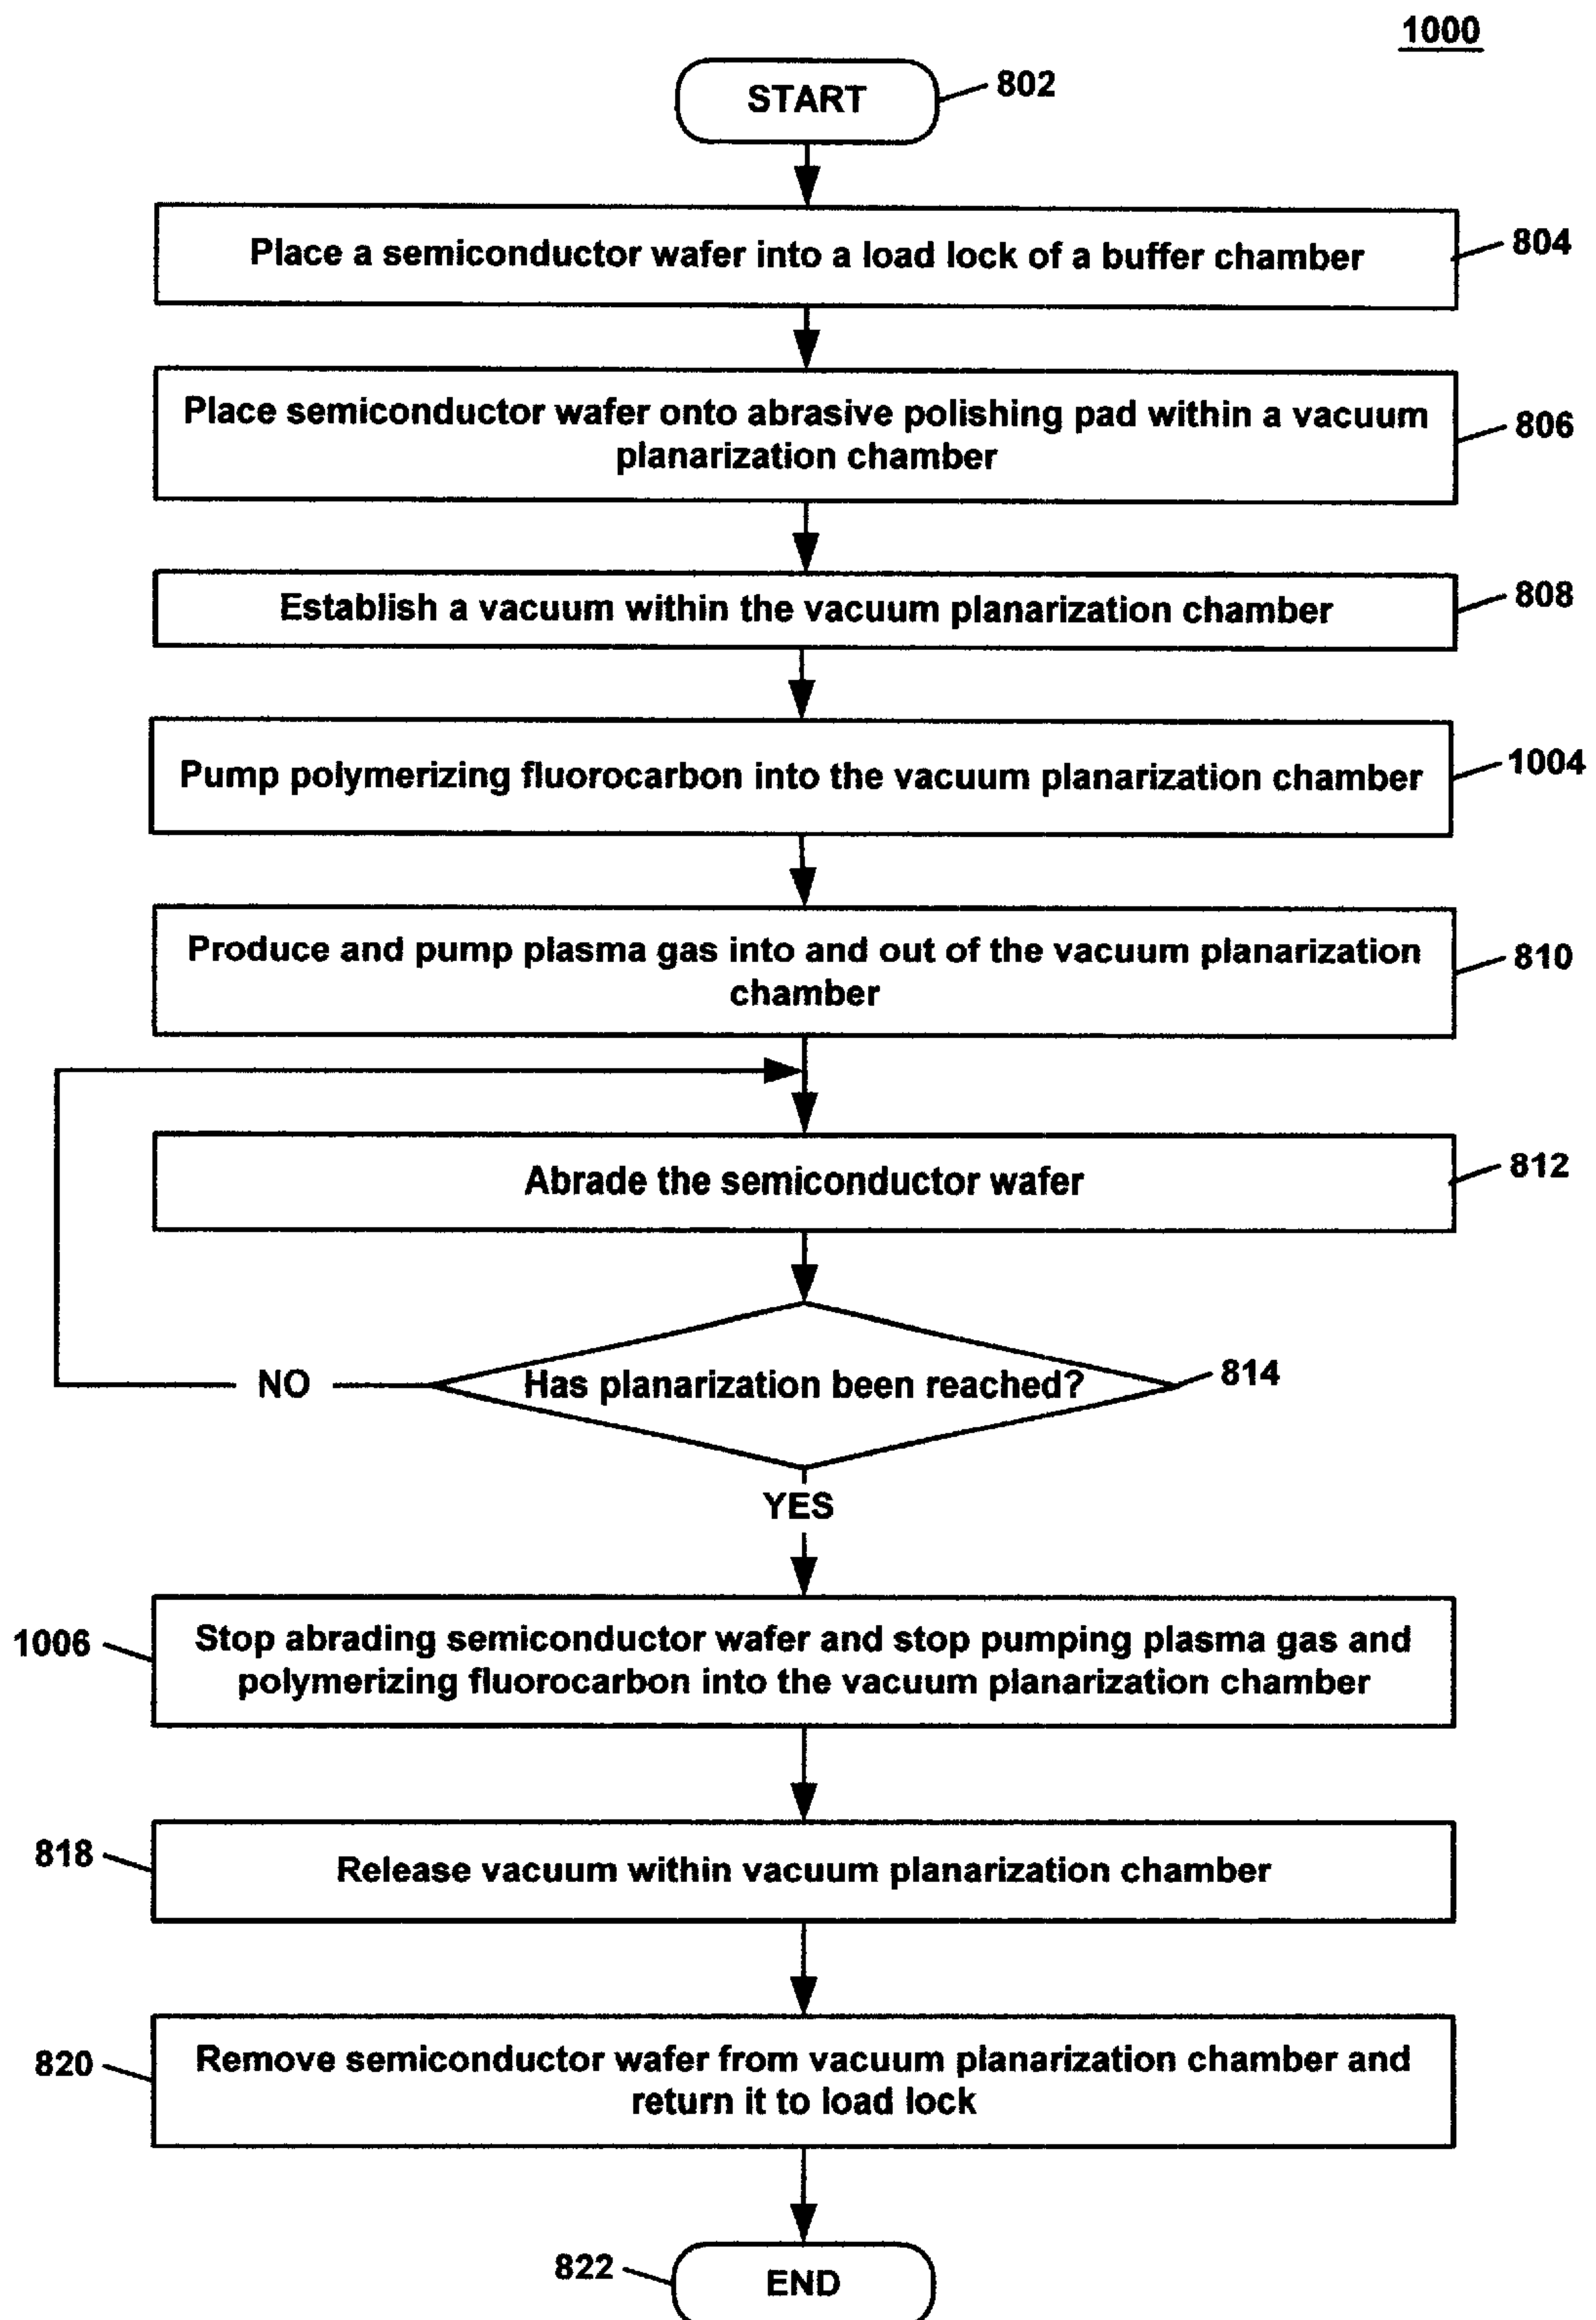 1000
START
802
Place a semiconductor wafer into a load lock of a buffer chamber
804
Place semiconductor wafer onto abrasive polishing pad within a vacuum
planarization chamber
806
Establish a vacuum within the vacuum planarization chamber
808
Pump polymerizing fluorocarbon into the vacuum planarization chamber
1004
Produce and pump plasma gas into and out of the vacuum planarization
chamber
810
Abrade the semiconductor wafer
812
NO
Has planarization been reached?
814
YES
1006
Stop abrading semiconductor wafer and stop pumping plasma gas and
polymerizing fluorocarbon into the vacuum planarization chamber
818
Release vacuum within vacuum planarization chamber
820
Remove semiconductor wafer from vacuum planarization chamber and
return it to load lock
822
END